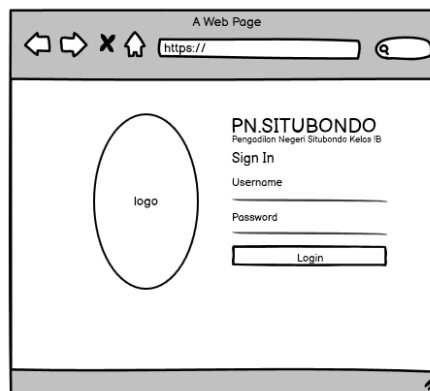 A Web Page
https://
PN.SITUBONDO
Pengadilan Negeri Situbondo Kelas IB
Sign In
logo
Username
Password
Login